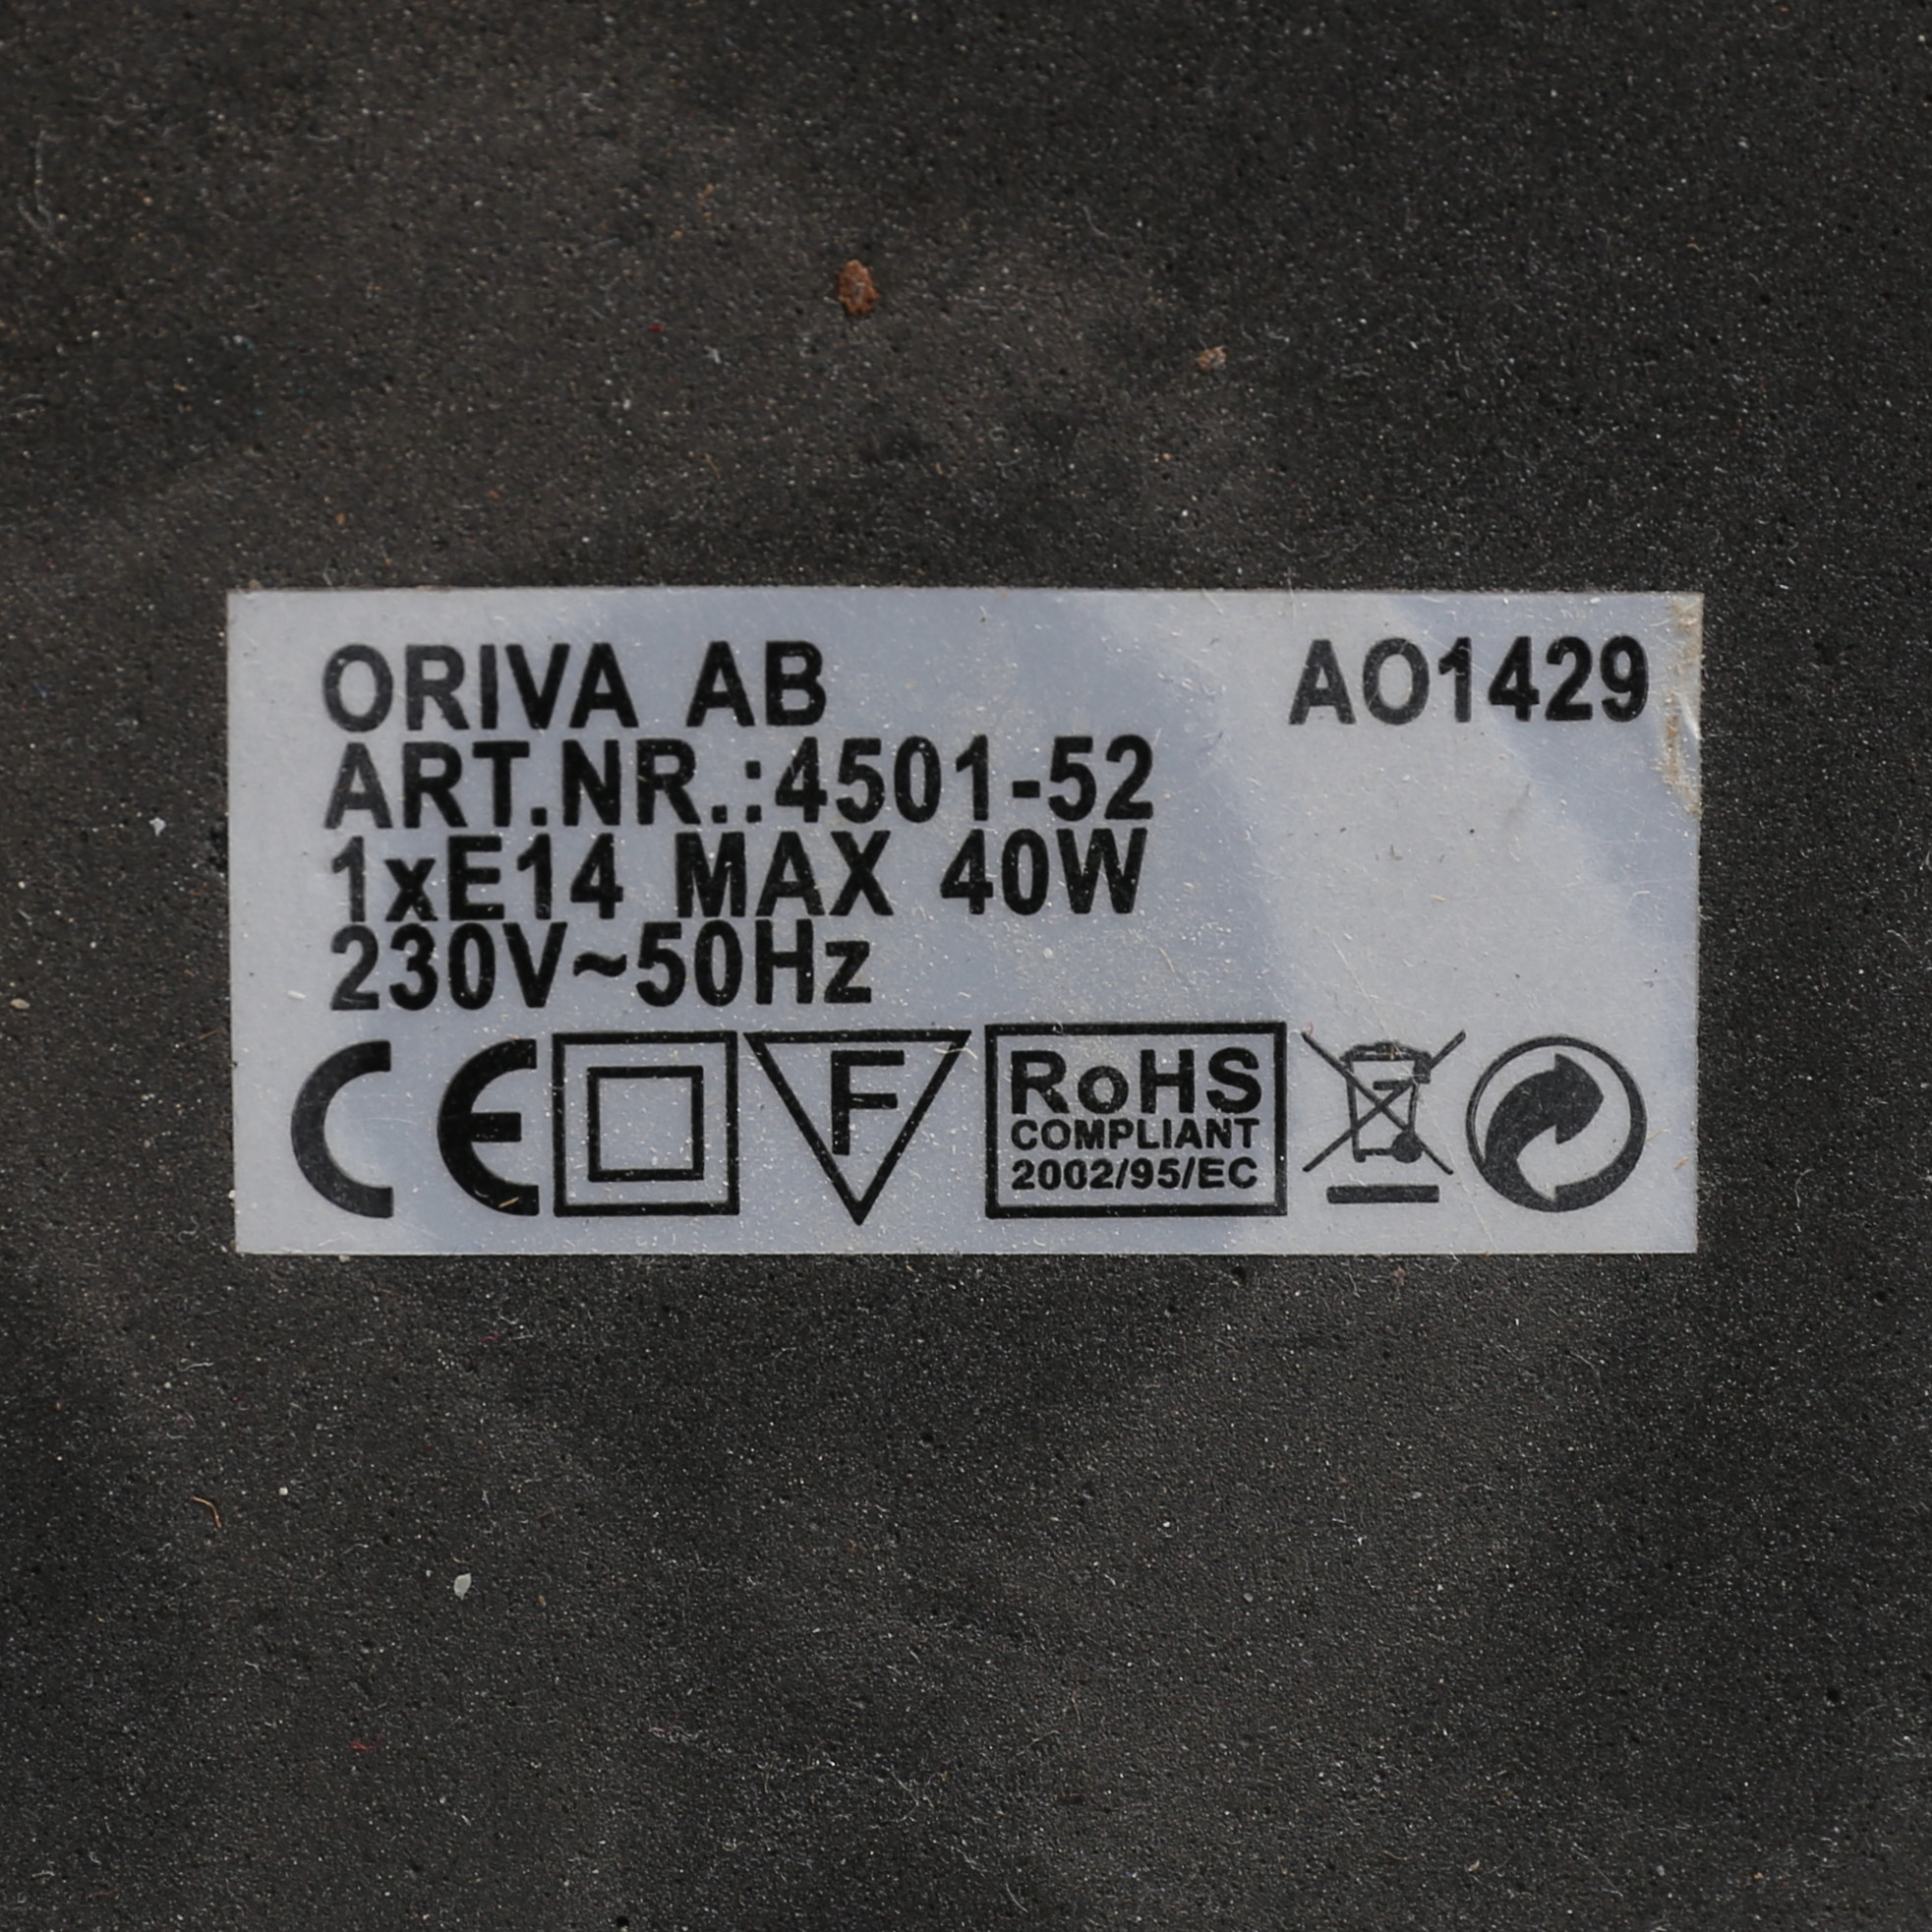 ORIVA AB AO1429
ART.NR.:4501-52
1xE14 MAX 40W
230V~50Hz
CE F RoHS
COMPLIANT
2002/95/EC